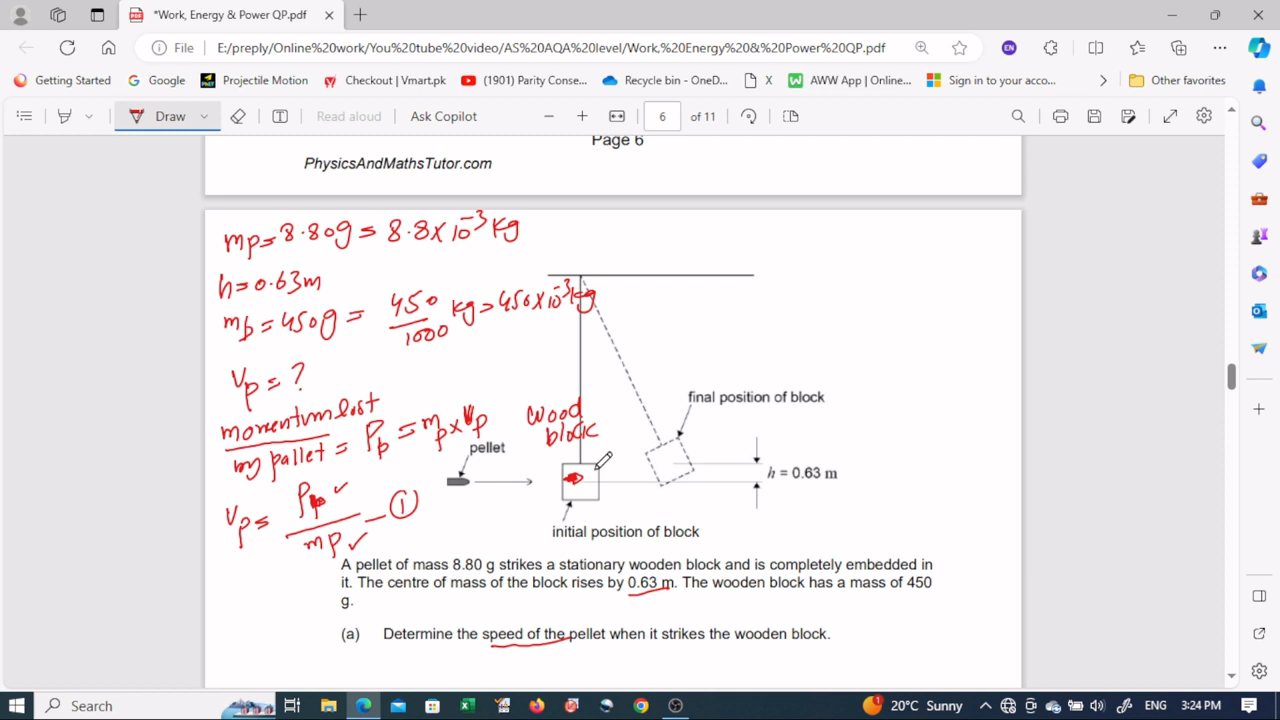 *Work, Energy & Power QP.pdf
File E:/preply/Online%20work/You%20tube%20video/AS%20AQA%20level/Work,%20Energy%20&%20Power%20QP.pdf
EN
Getting Started Google Projectile Motion Checkout | Vmart.pk (1901) Parity Conse... Recycle bin - OneD... X AWW App | Online... Sign in to your acco... Other favorites
Draw Read aloud Ask Copilot 6 of 11
Page 6
PhysicsAndMathsTutor.com
mp = 8.80g = 8.8 x 10⁻³ kg
h = 0.63m
mb = 450g = 450/1000 kg = 450 x 10⁻³ kg
Vp = ?
momentum lost
by pallet = Pp = mp x Vp
Wood
block
final position of block
pellet
h = 0.63 m
Vp = Pp ✓ / mp ✓ — ①
initial position of block
A pellet of mass 8.80 g strikes a stationary wooden block and is completely embedded in
it. The centre of mass of the block rises by 0.63 m. The wooden block has a mass of 450
g.
(a) Determine the speed of the pellet when it strikes the wooden block.
Search 1 20°C Sunny ENG 3:24 PM